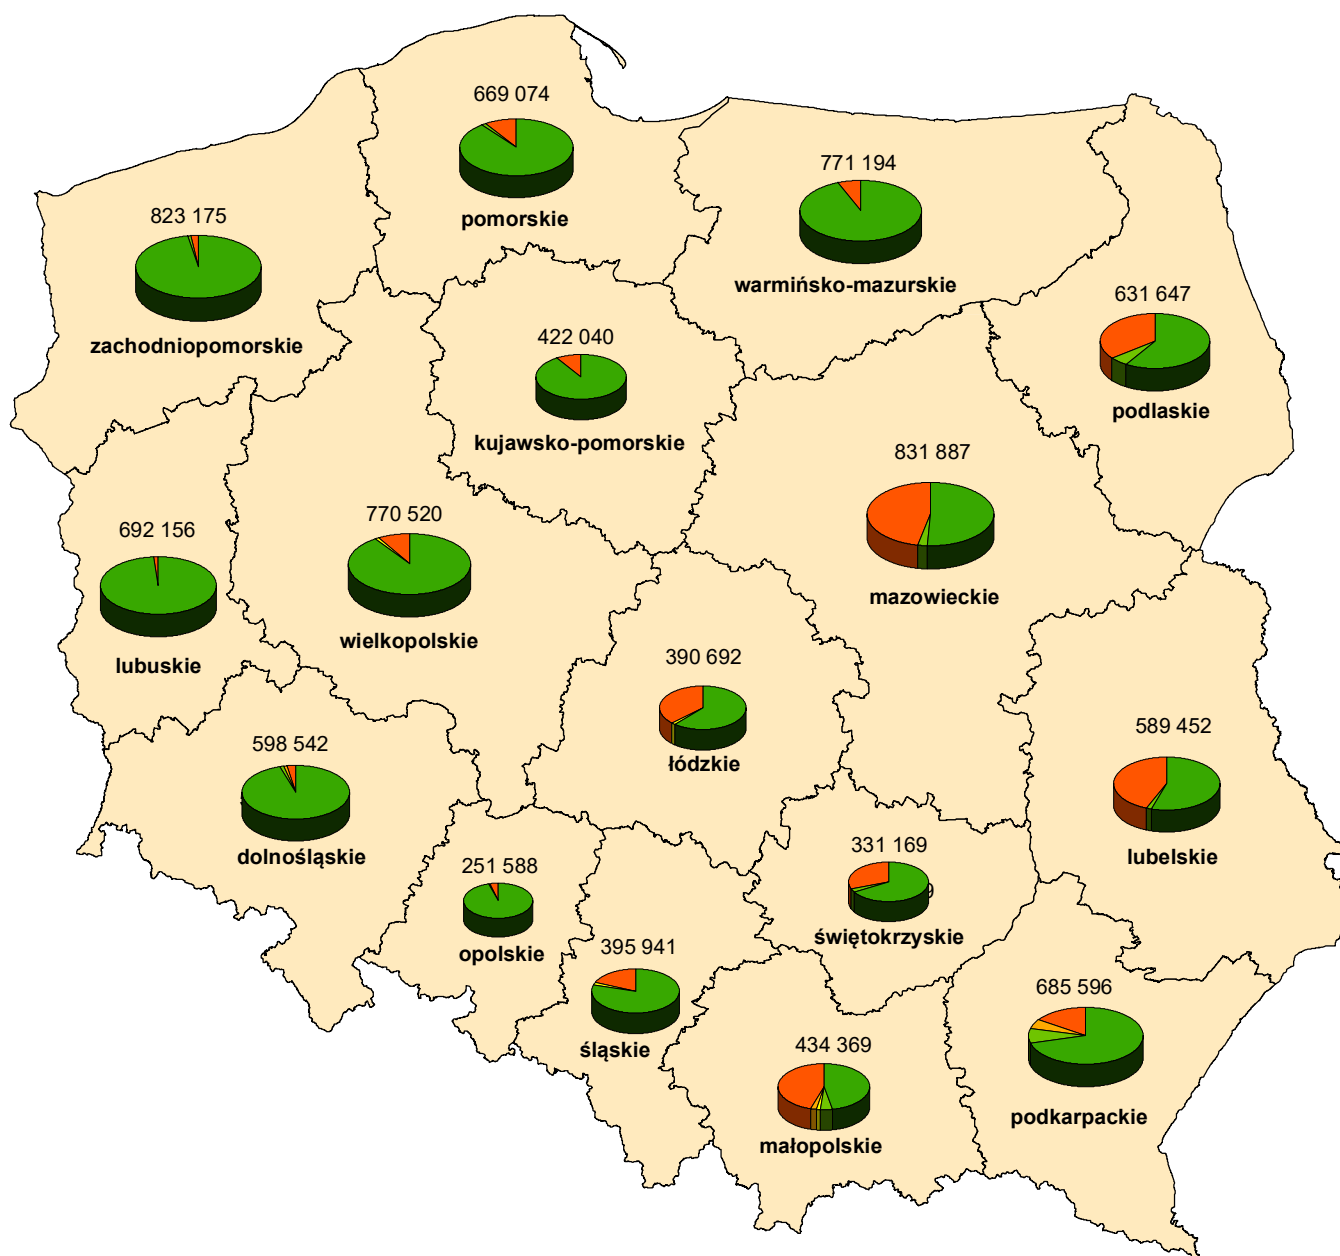 669 074
pomorskie
771 194
warmińsko-mazurskie
823 175
zachodniopomorskie
631 647
podlaskie
422 040
kujawsko-pomorskie
831 887
mazowieckie
692 156
lubuskie
770 520
wielkopolskie
390 692
łódzkie
589 452
lubelskie
598 542
dolnośląskie
251 588
opolskie
331 169
świętokrzyskie
395 941
śląskie
685 596
podkarpackie
434 369
małopolskie